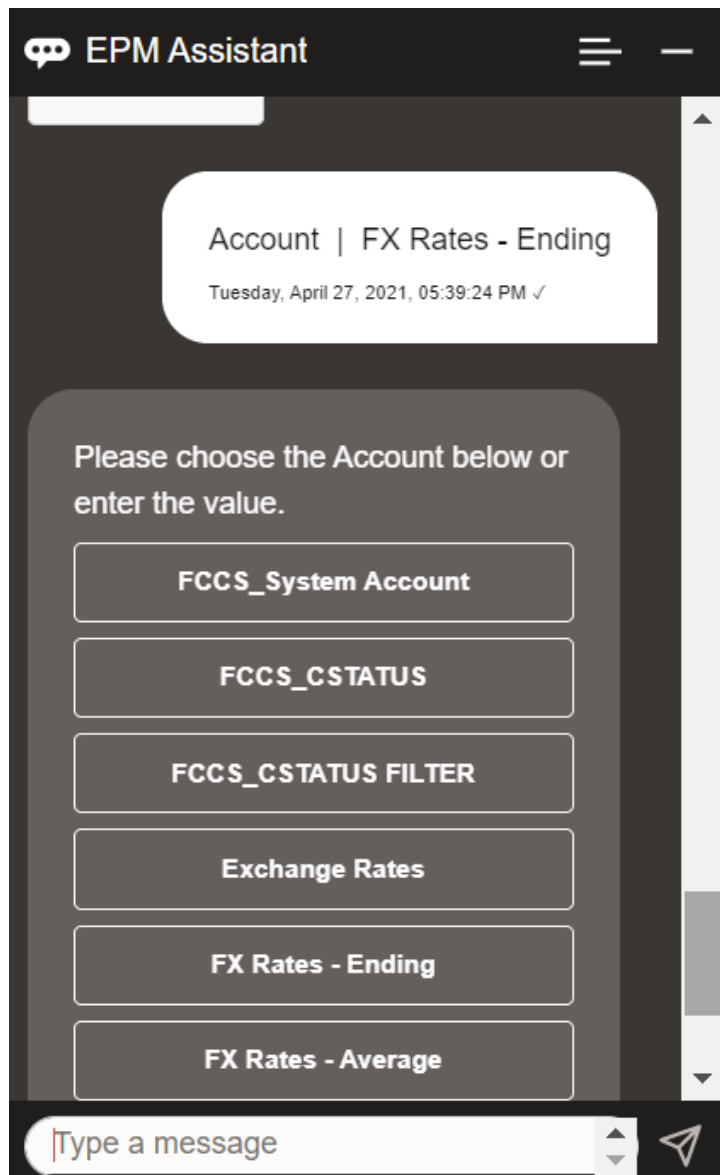 EPM Assistant
Account | FX Rates - Ending
Tuesday, April 27, 2021, 05:39:24 PM ✓
Please choose the Account below or
enter the value.
FCCS_System Account
FCCS_CSTATUS
FCCS_CSTATUS FILTER
Exchange Rates
FX Rates - Ending
FX Rates - Average
Type a message